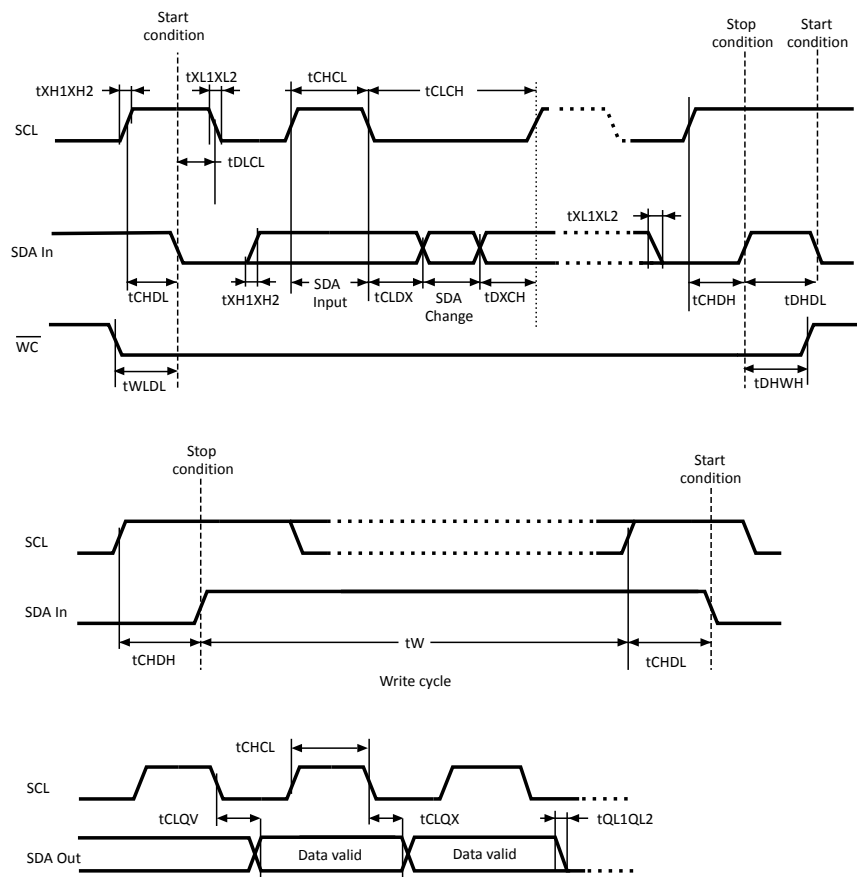 Start
condition
Stop
condition
Start
condition
tXH1XH2
tXL1XL2
tCHCL
tCLCH
SCL
tDLCL
tXL1XL2
SDA In
tCHDL
tXH1XH2
SDA
Input
tCLDX
SDA
Change
tDXCH
tCHDH
tDHDL
WC
tWLDL
tDHWH
Stop
condition
Start
condition
SCL
SDA In
tCHDH
tW
tCHDL
Write cycle
tCHCL
SCL
tCLQV
tCLQX
tQL1QL2
SDA Out
Data valid
Data valid